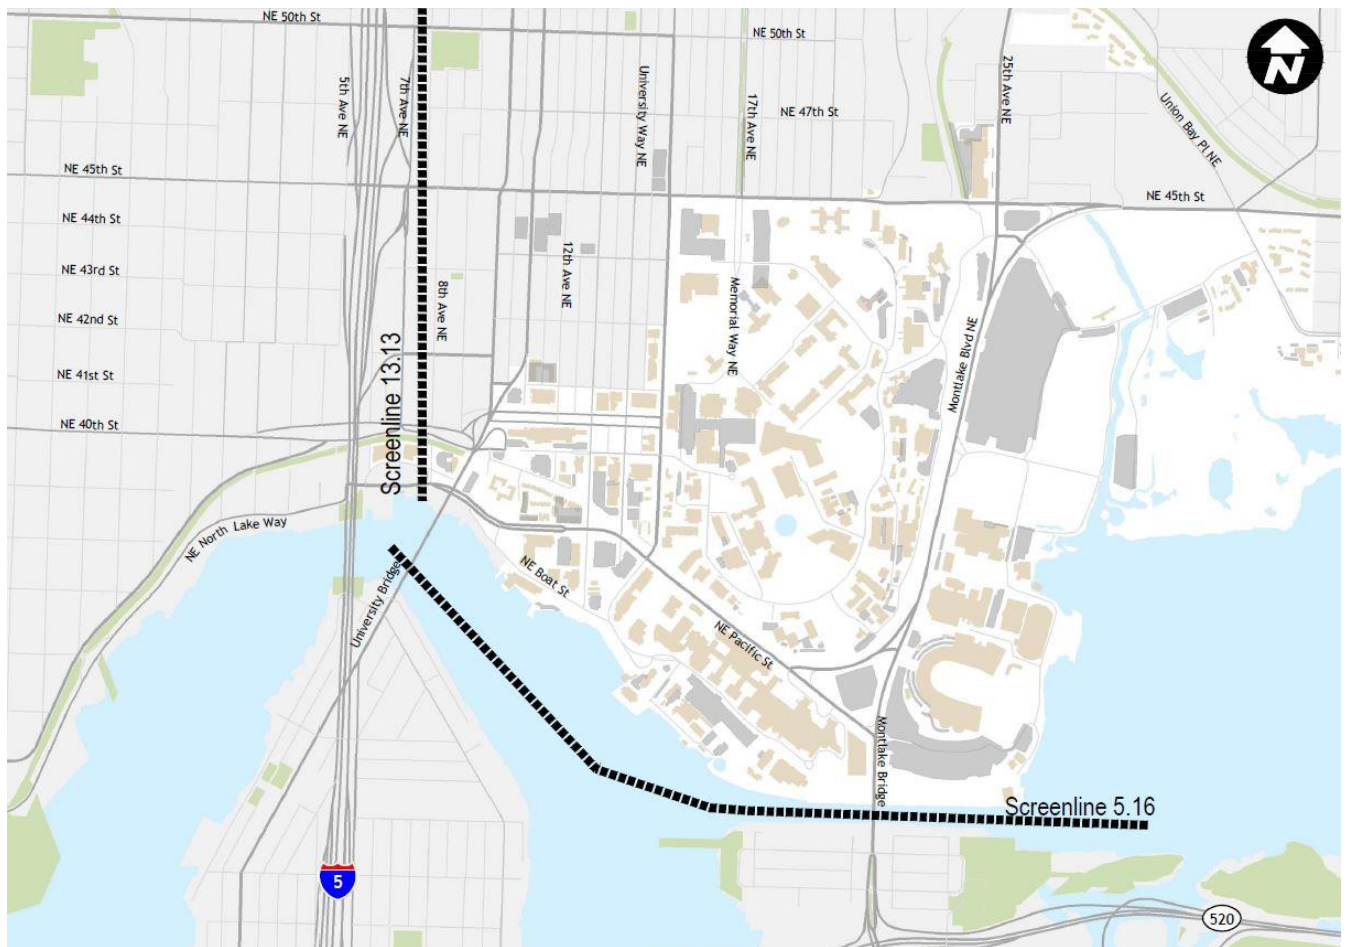 NE 50th St
NE 50th St
N
5th Ave NE
7th Ave NE
University Way NE
17th Ave NE
NE 47th St
25th Ave NE
Union Bay Pl NE
NE 45th St
NE 45th St
NE 44th St
NE 43rd St
12th Ave NE
8th Ave NE
Memorial Way NE
NE 42nd St
Montlake Blvd NE
Screenline 13.13
NE 41st St
NE 40th St
NE North Lake Way
University Bridge
NE Boat St
NE Pacific St
Montlake Bridge
Screenline 5.16
5
520